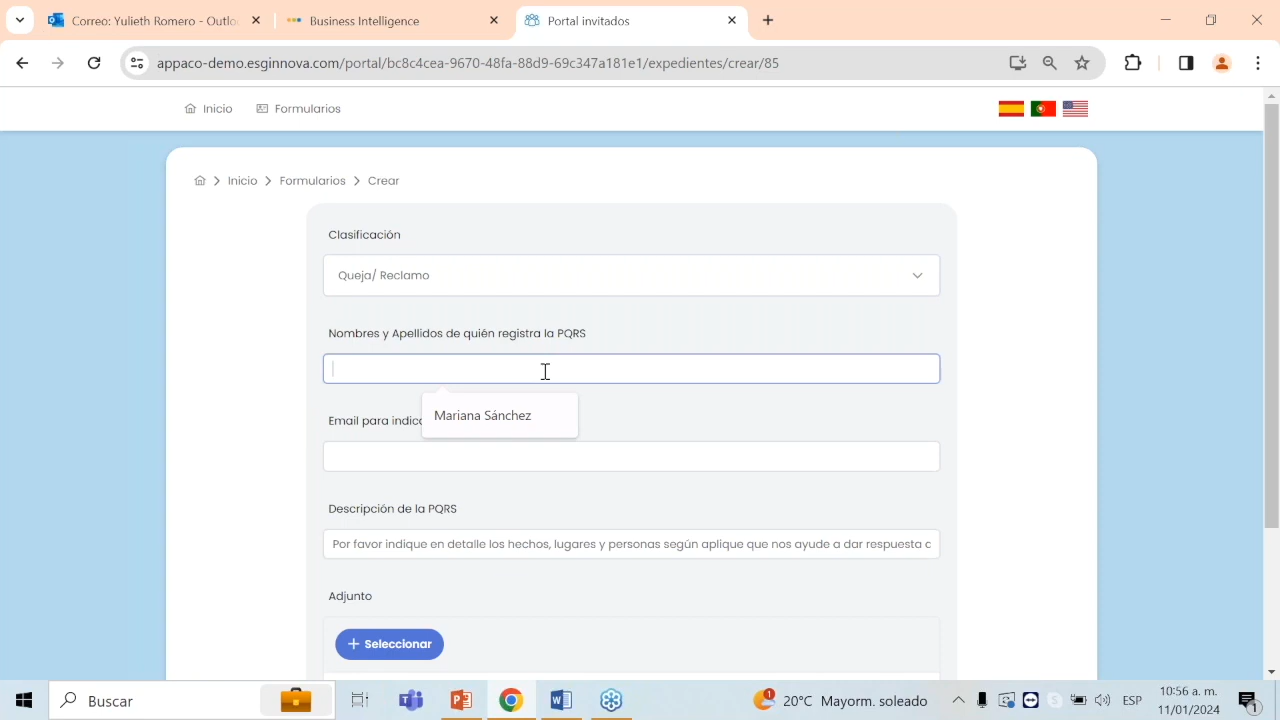 Correo: Yulieth Romero - Outlo
Business Intelligence
Portal invitados
appaco-demo.esginnova.com/portal/bc8c4cea-9670-48fa-88d9-69c347a181e1/expedientes/crear/85
Inicio
Formularios
Inicio > Formularios > Crear
Clasificación
Queja/ Reclamo
Nombres y Apellidos de quién registra la PQRS
Mariana Sánchez
Email para indic
Descripción de la PQRS
Por favor indique en detalle los hechos, lugares y personas según aplique que nos ayude a dar respuesta c
Adjunto
+ Seleccionar
Buscar
1
20°C Mayorm. soleado
ESP
10:56 a. m.
11/01/2024
1